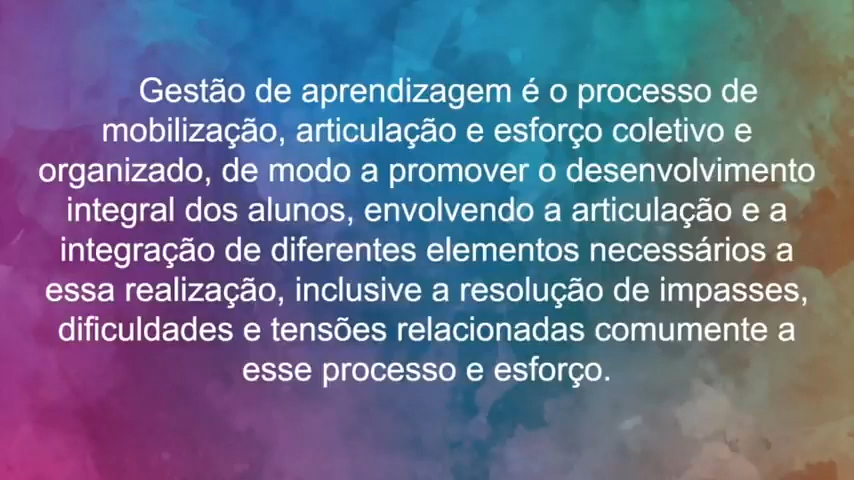 Gestão de aprendizagem é o processo de
mobilização, articulação e esforço coletivo e
organizado, de modo a promover o desenvolvimento
integral dos alunos, envolvendo a articulação e a
integração de diferentes elementos necessários a
essa realização, inclusive a resolução de impasses,
dificuldades e tensões relacionadas comumente a
esse processo e esforço.